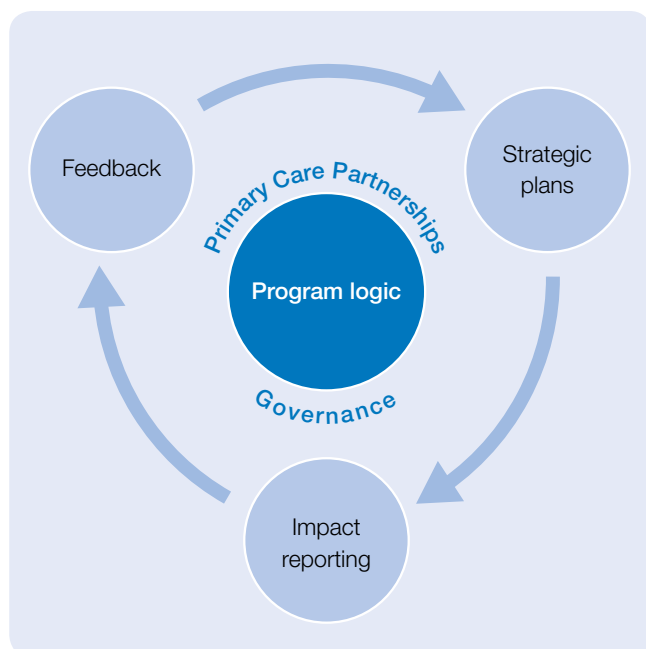 Feedback
Strategic
plans
Primary Care Partnerships
Program logic
Governance
Impact
reporting